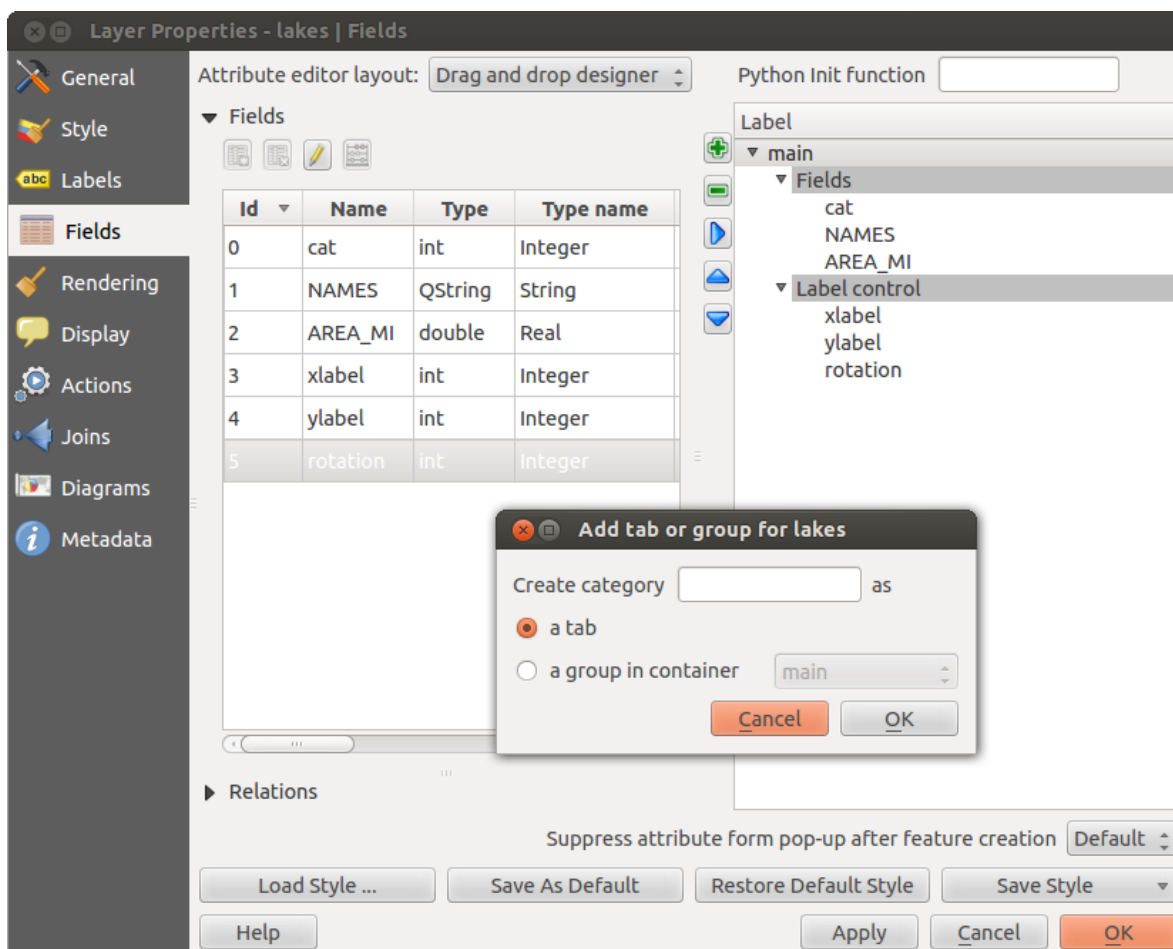 Layer Properties - lakes | Fields
General
Style
abc Labels
Fields
Rendering
Display
Actions
Joins
Diagrams
i Metadata
Attribute editor layout: Drag and drop designer
Fields
Id Name Type Type name
0 cat int Integer
1 NAMES QString String
2 AREA_MI double Real
3 xlabel int Integer
4 ylabel int Integer
5 rotation int Integer
Relations
Python Init function
Label
main
Fields
cat
NAMES
AREA_MI
Label control
xlabel
ylabel
rotation
Add tab or group for lakes
Create category as
a tab
a group in container main
Cancel OK
Suppress attribute form pop-up after feature creation Default
Load Style ... Save As Default Restore Default Style Save Style
Help Apply Cancel OK